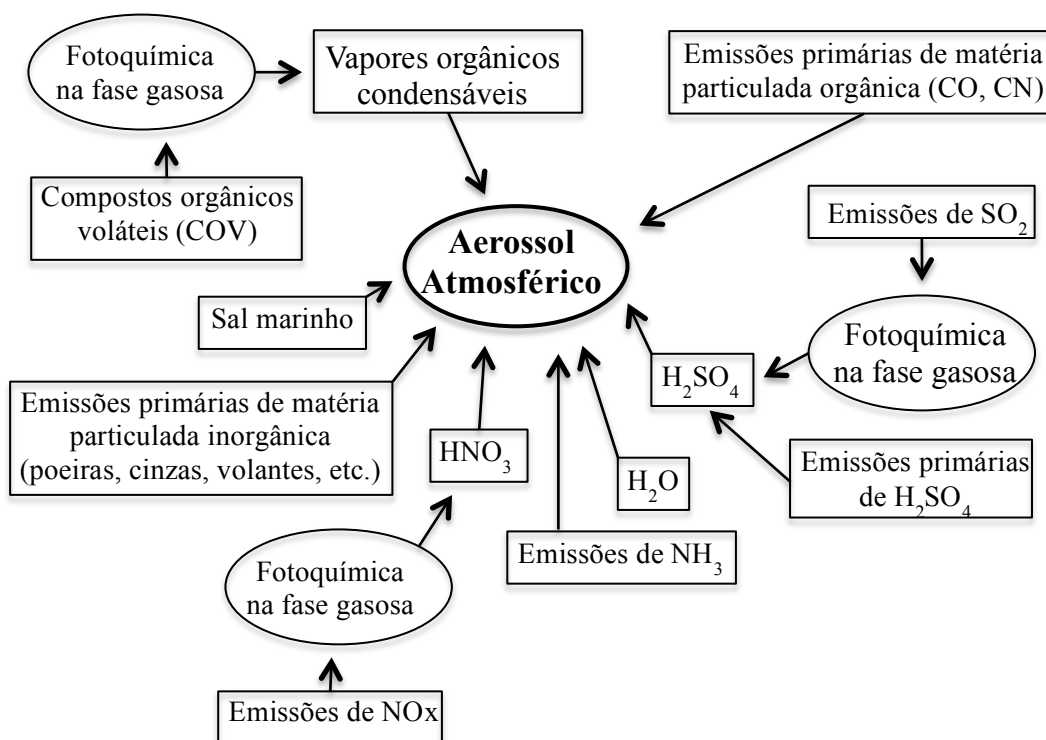 Fotoquímica
na fase gasosa
Vapores orgânicos
condensáveis
Emissões primárias de matéria
particulada orgânica (CO, CN)
Compostos orgânicos
voláteis (COV)
Emissões de SO2
Aerossol
Atmosférico
Sal marinho
Fotoquímica
na fase gasosa
H2SO4
Emissões primárias de matéria
particulada inorgânica
(poeiras, cinzas, volantes, etc.)
HNO3
H2O
Emissões primárias
de H2SO4
Emissões de NH3
Fotoquímica
na fase gasosa
Emissões de NOx